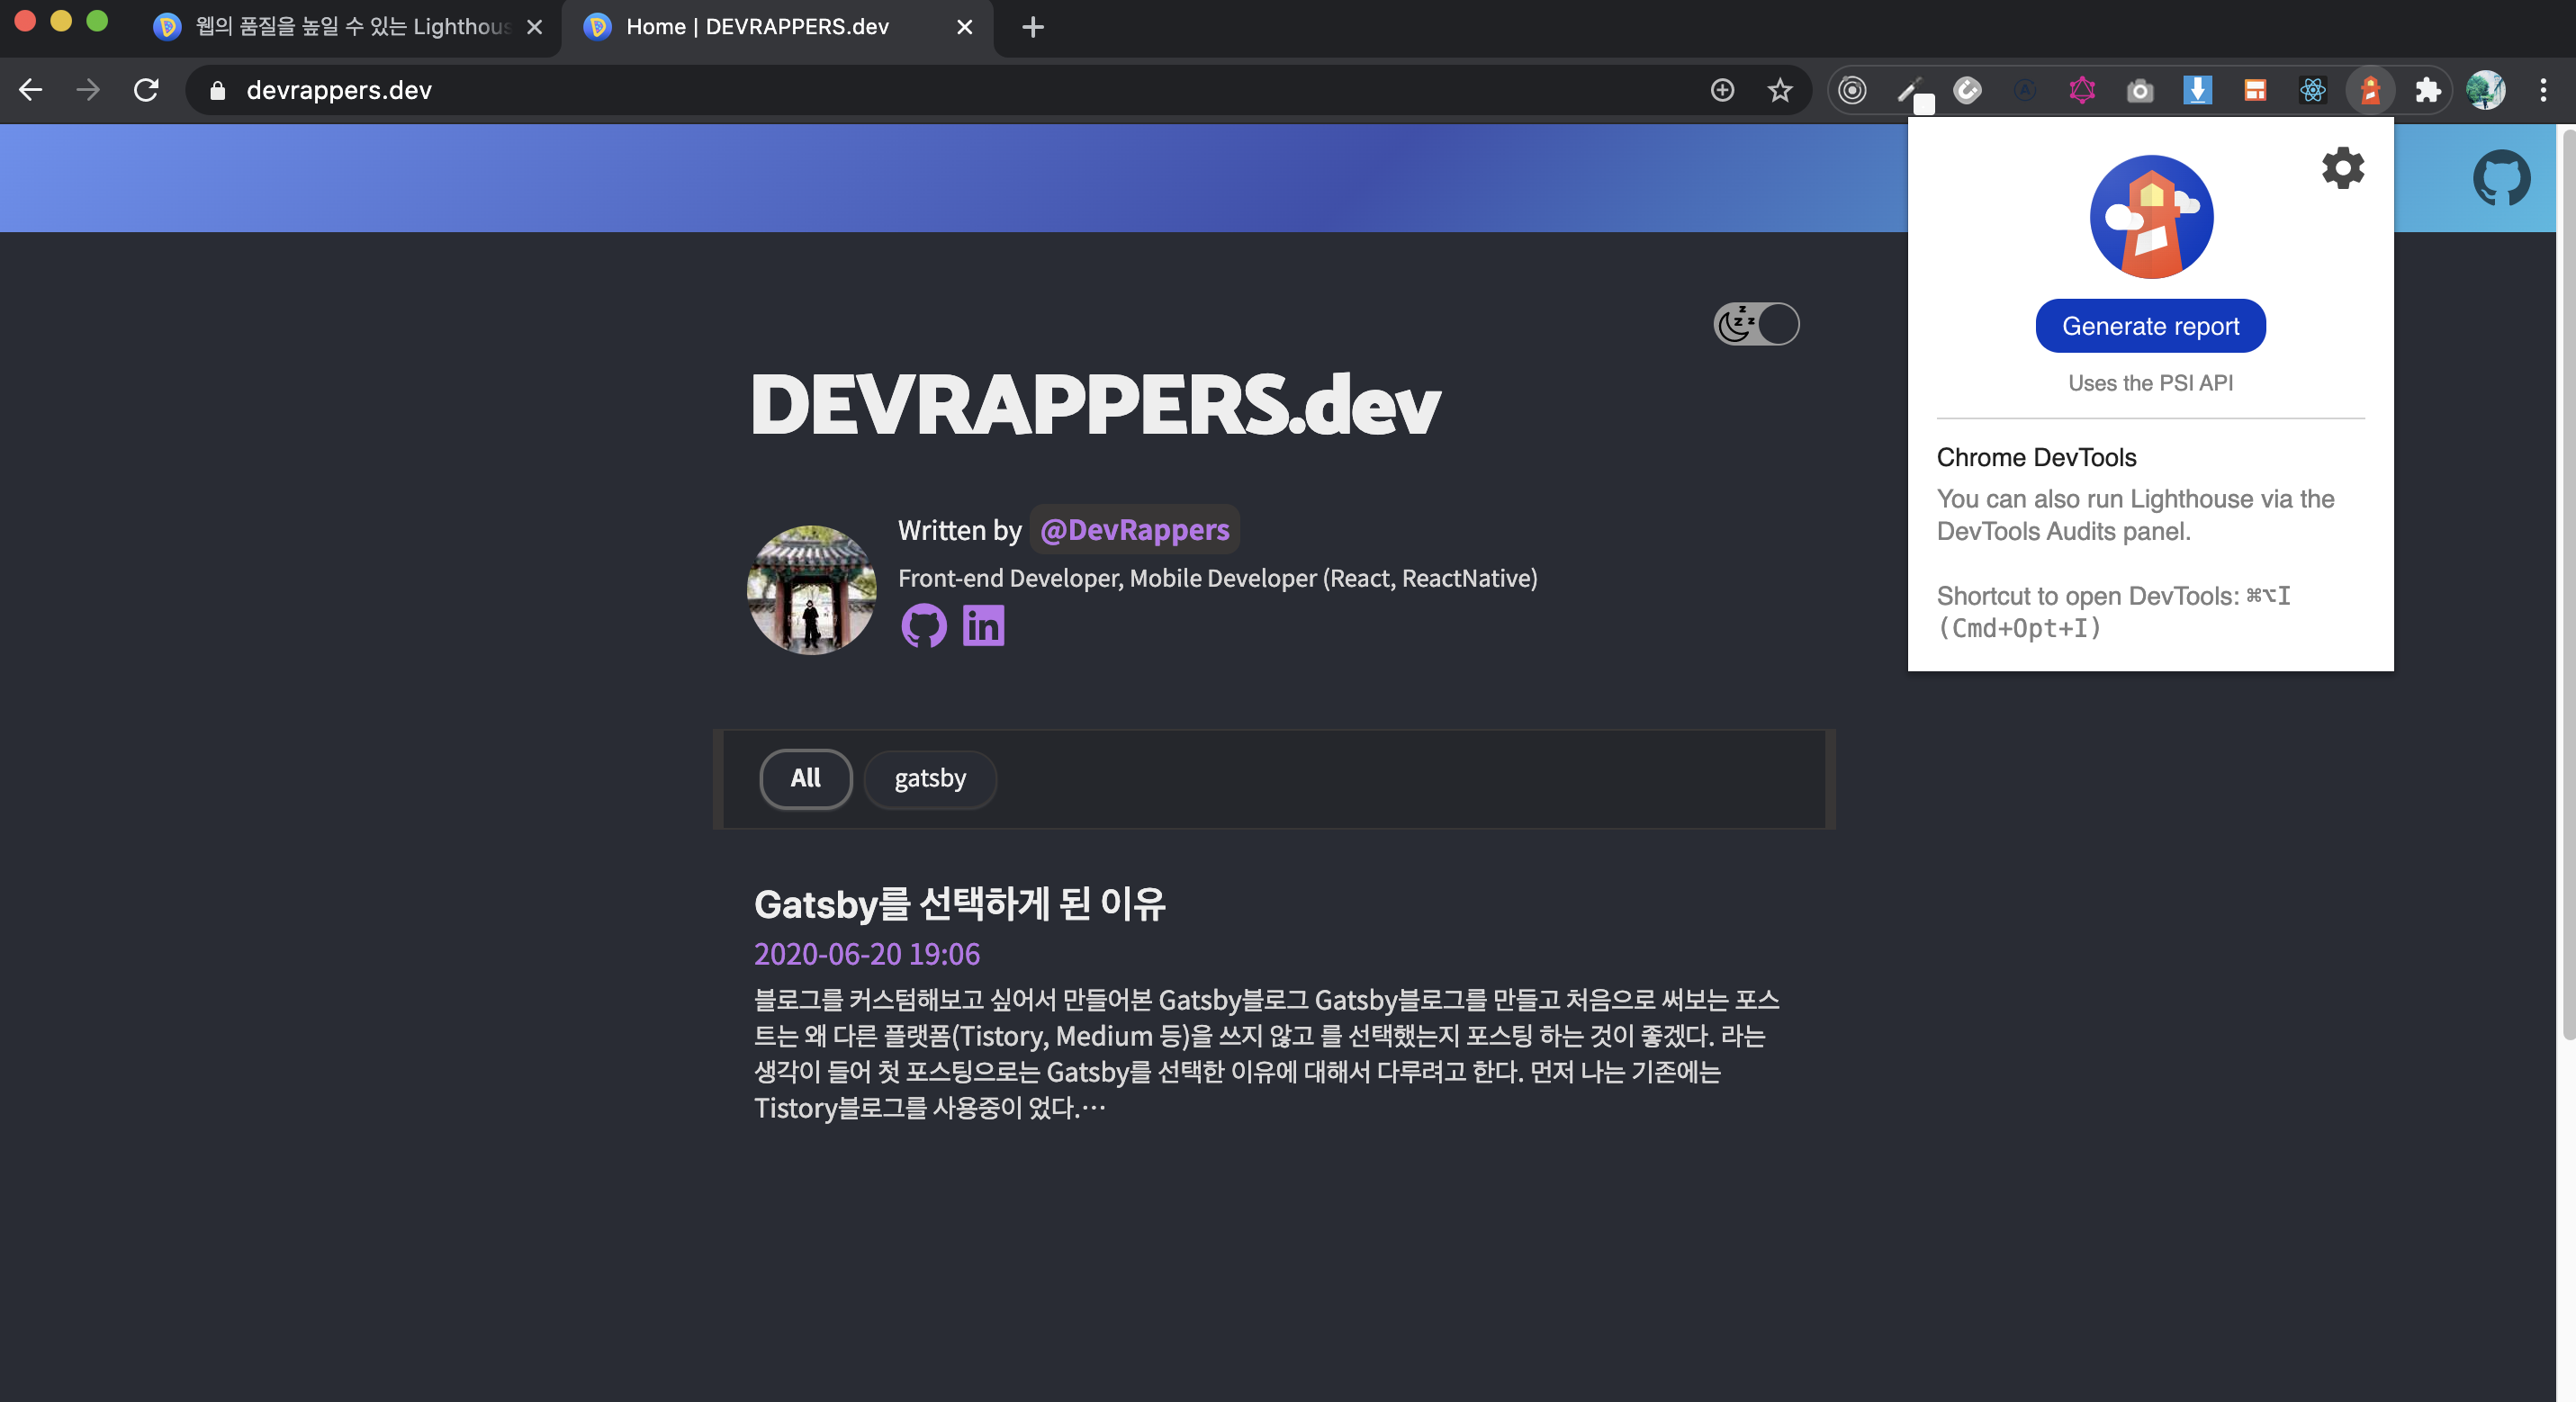 웹의 품질을 높일 수 있는 Lighthous
Home | DEVRAPPERS.dev
devrappers.dev
Generate report
Uses the PSI API
Chrome DevTools
You can also run Lighthouse via the
DevTools Audits panel.
Shortcut to open DevTools: ⌘⌥I
(Cmd+Opt+I)
DEVRAPPERS.dev
Written by @DevRappers
Front-end Developer, Mobile Developer (React, ReactNative)
All
gatsby
Gatsby를 선택하게 된 이유
2020-06-20 19:06
블로그를 커스텀해보고 싶어서 만들어본 Gatsby블로그 Gatsby블로그를 만들고 처음으로 써보는 포스
트는 왜 다른 플랫폼(Tistory, Medium 등)을 쓰지 않고 를 선택했는지 포스팅 하는 것이 좋겠다. 라는
생각이 들어 첫 포스팅으로는 Gatsby를 선택한 이유에 대해서 다루려고 한다. 먼저 나는 기존에는
Tistory블로그를 사용중이 었다.…